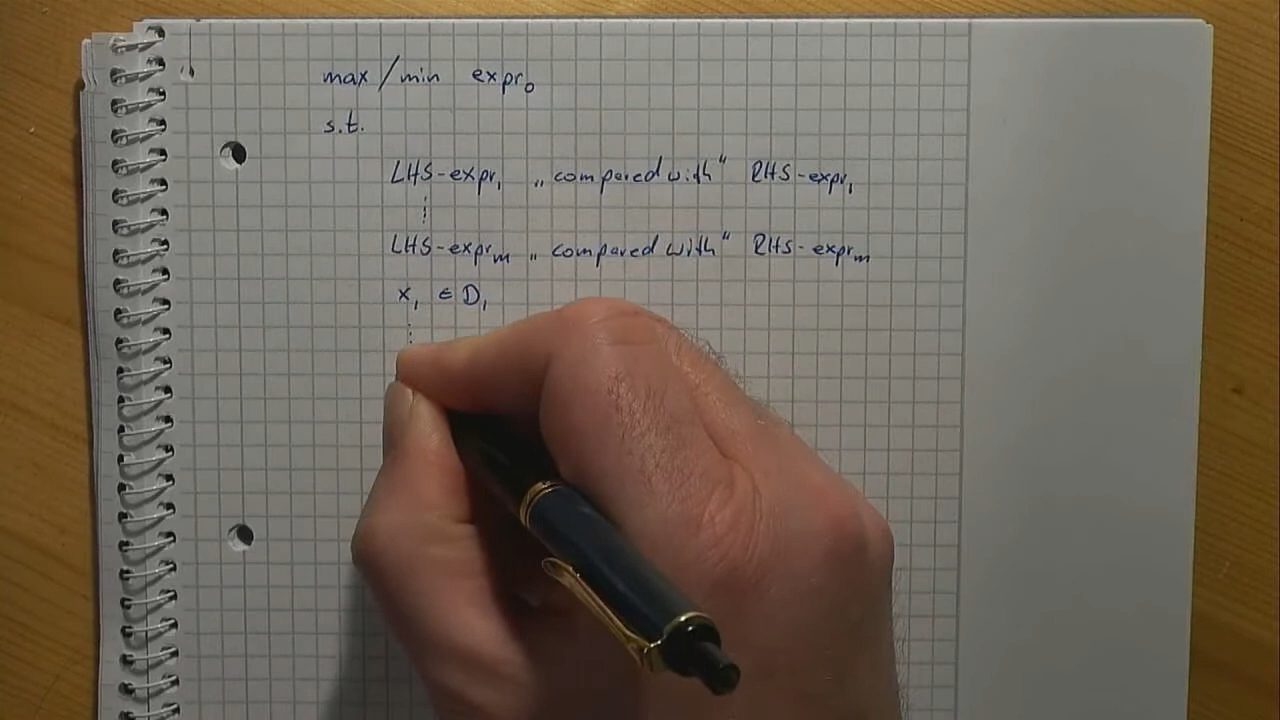 max / min expr₀
s.t.
LHS-expr₁ „compared with“ RHS-expr₁
⋮
LHS-exprₘ „compared with“ RHS-exprₘ
x₁ ∈ D₁
⋮